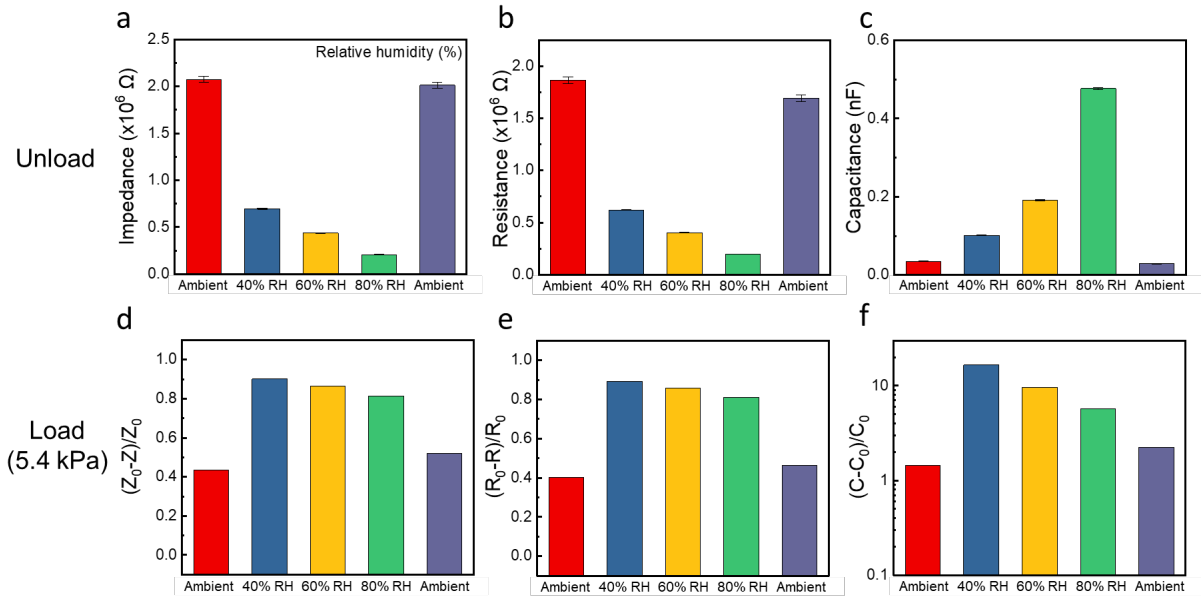 a
b
c
Unload
Impedance (x10⁶ Ω)
2.5
2.0
1.5
1.0
0.5
0.0
Relative humidity (%)
Ambient 40% RH 60% RH 80% RH Ambient
Resistance (x10⁶ Ω)
2.0
1.5
1.0
0.5
0.0
Ambient 40% RH 60% RH 80% RH Ambient
Capacitance (nF)
0.6
0.4
0.2
0.0
Ambient 40% RH 60% RH 80% RH Ambient
d
e
f
Load
(5.4 kPa)
(Z₀-Z)/Z₀
1.0
0.8
0.6
0.4
0.2
0.0
Ambient 40% RH 60% RH 80% RH Ambient
(R₀-R)/R₀
1.0
0.8
0.6
0.4
0.2
0.0
Ambient 40% RH 60% RH 80% RH Ambient
(C-C₀)/C₀
10
1
0.1
Ambient 40% RH 60% RH 80% RH Ambient